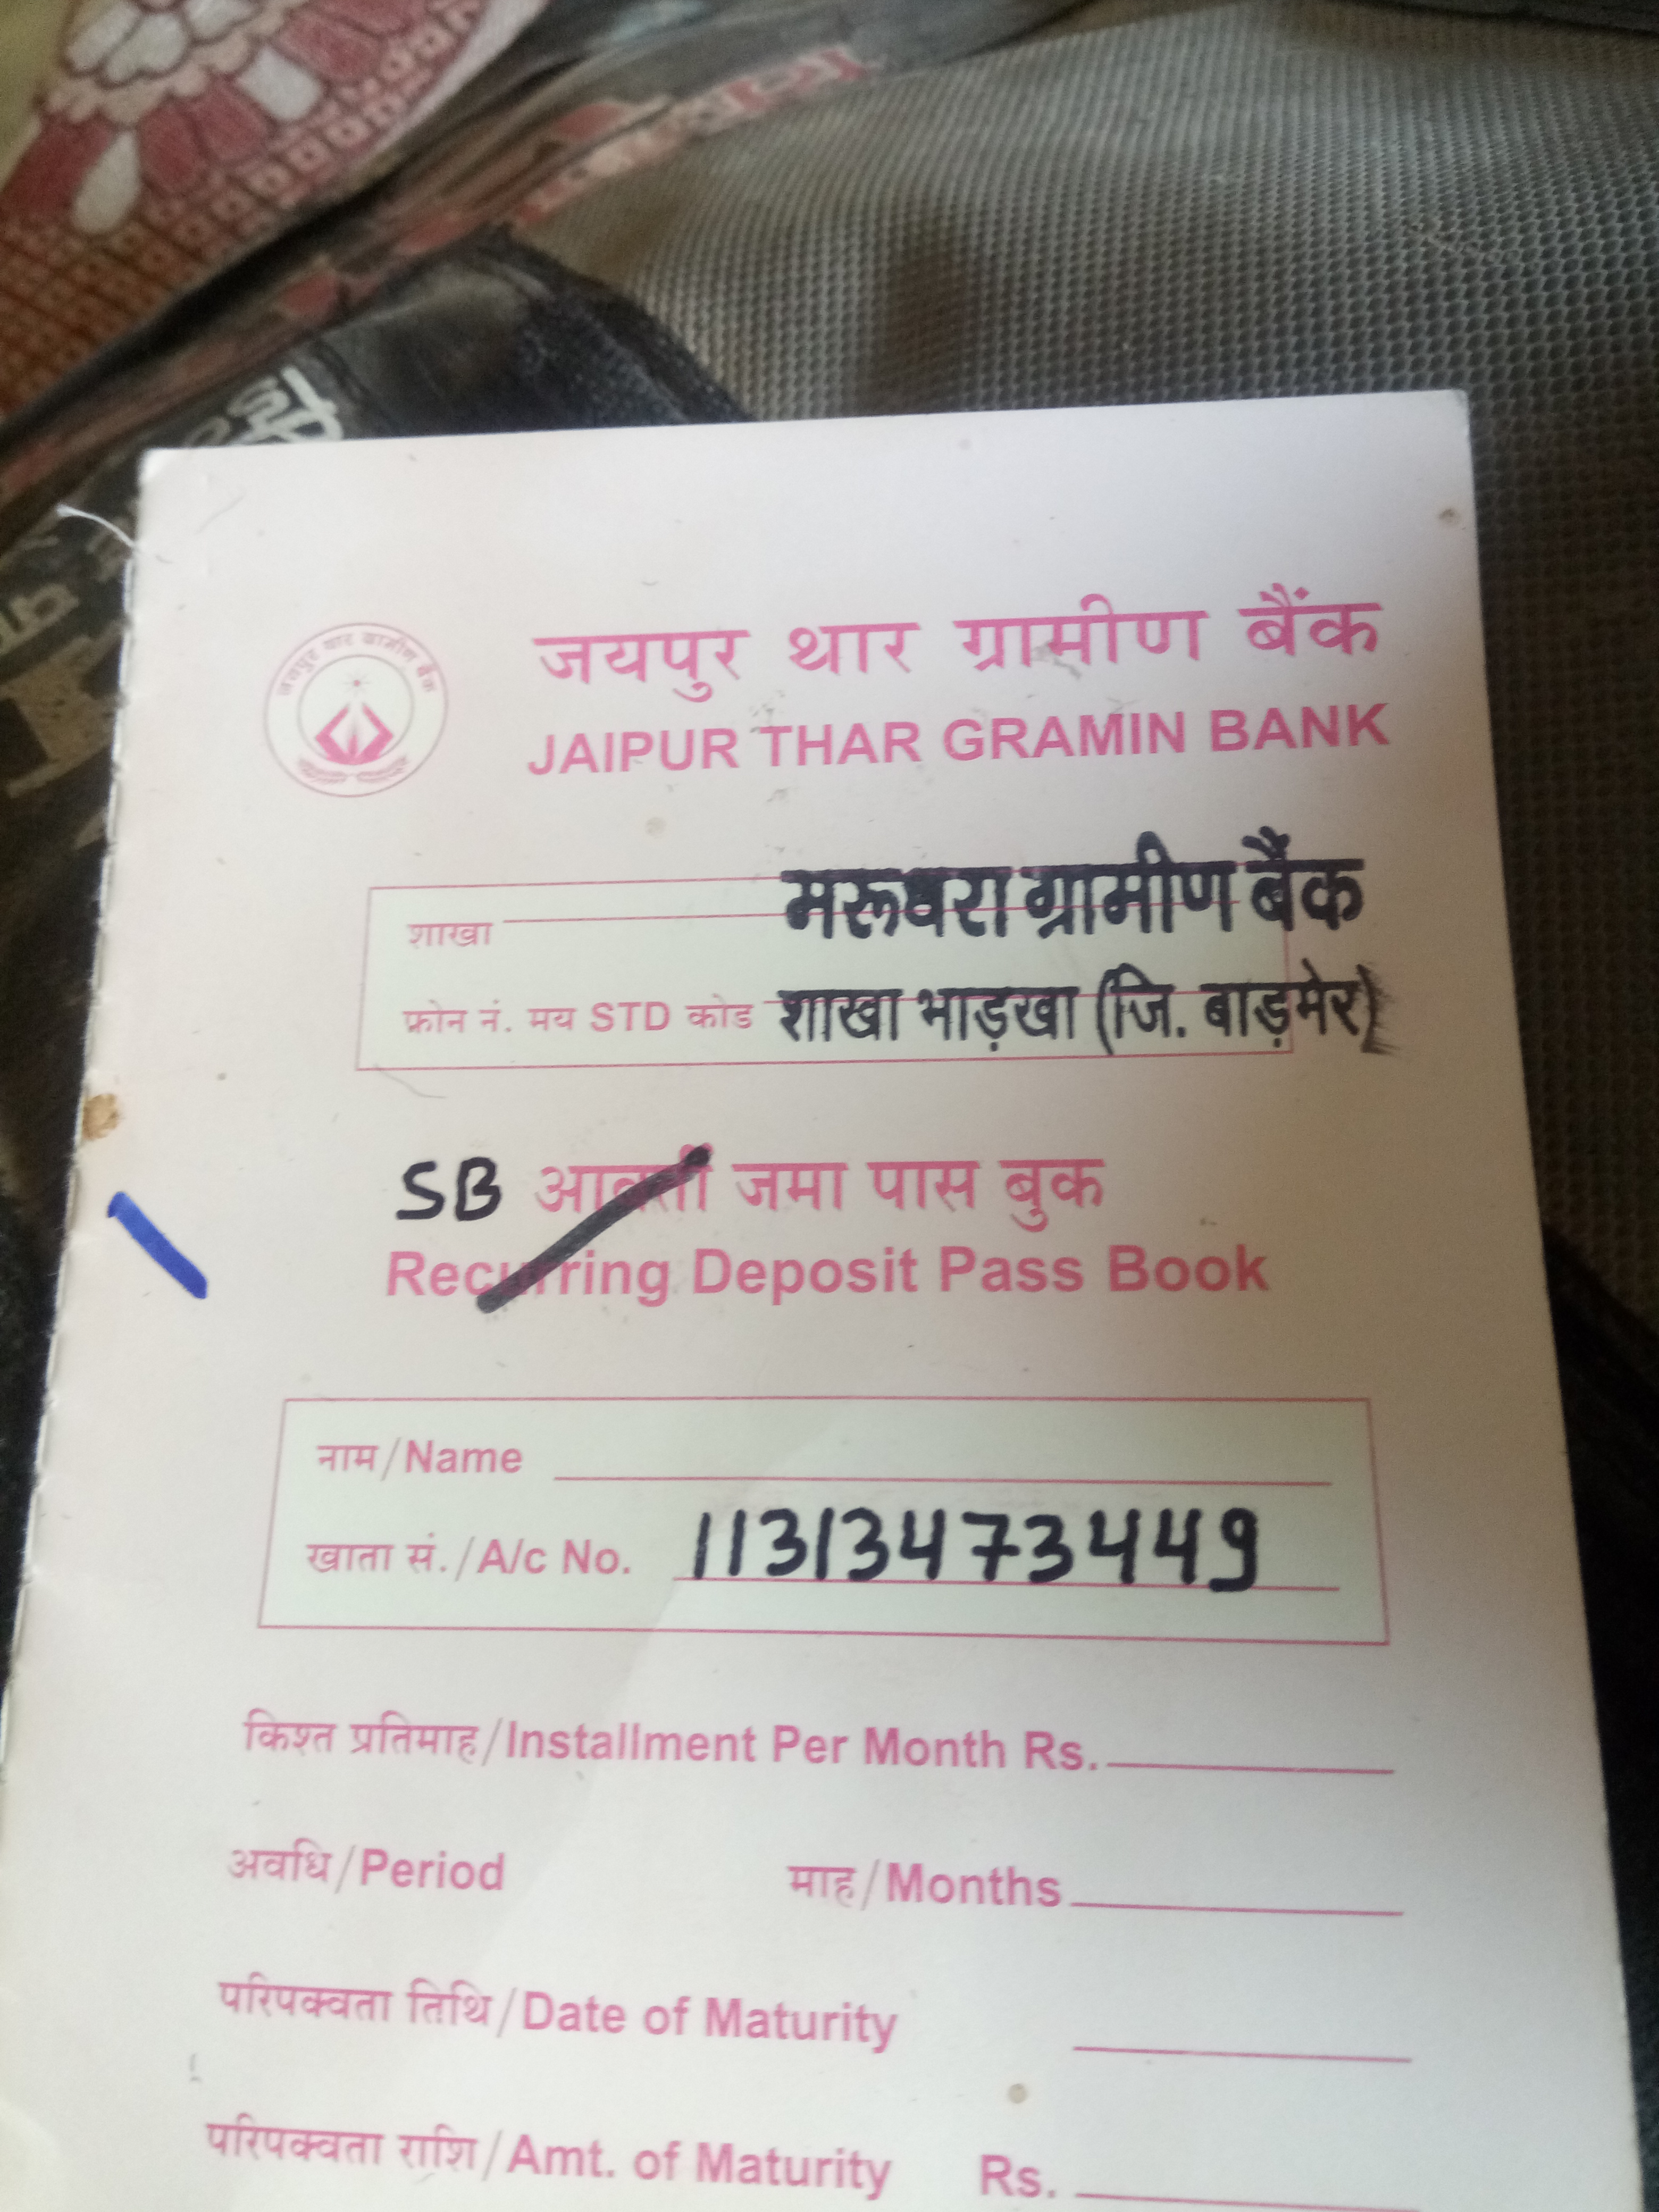 जयपुर थार ग्रामीण बैंक
जयपुर थार ग्रामीण बैंक
JAIPUR THAR GRAMIN BANK
शाखा मरूधरा ग्रामीण बैंक
फ़ोन नं. मय STD कोड शाखा भाड़खा (जि. बाड़मेर)
SB आवर्ती जमा पास बुक
Recurring Deposit Pass Book
नाम/Name
खाता सं./A/c No. 11313473449
किश्त प्रतिमाह/Installment Per Month Rs.
अवधि/Period माह/Months
परिपक्वता तिथि/Date of Maturity
परिपक्वता राशि/Amt. of Maturity Rs.